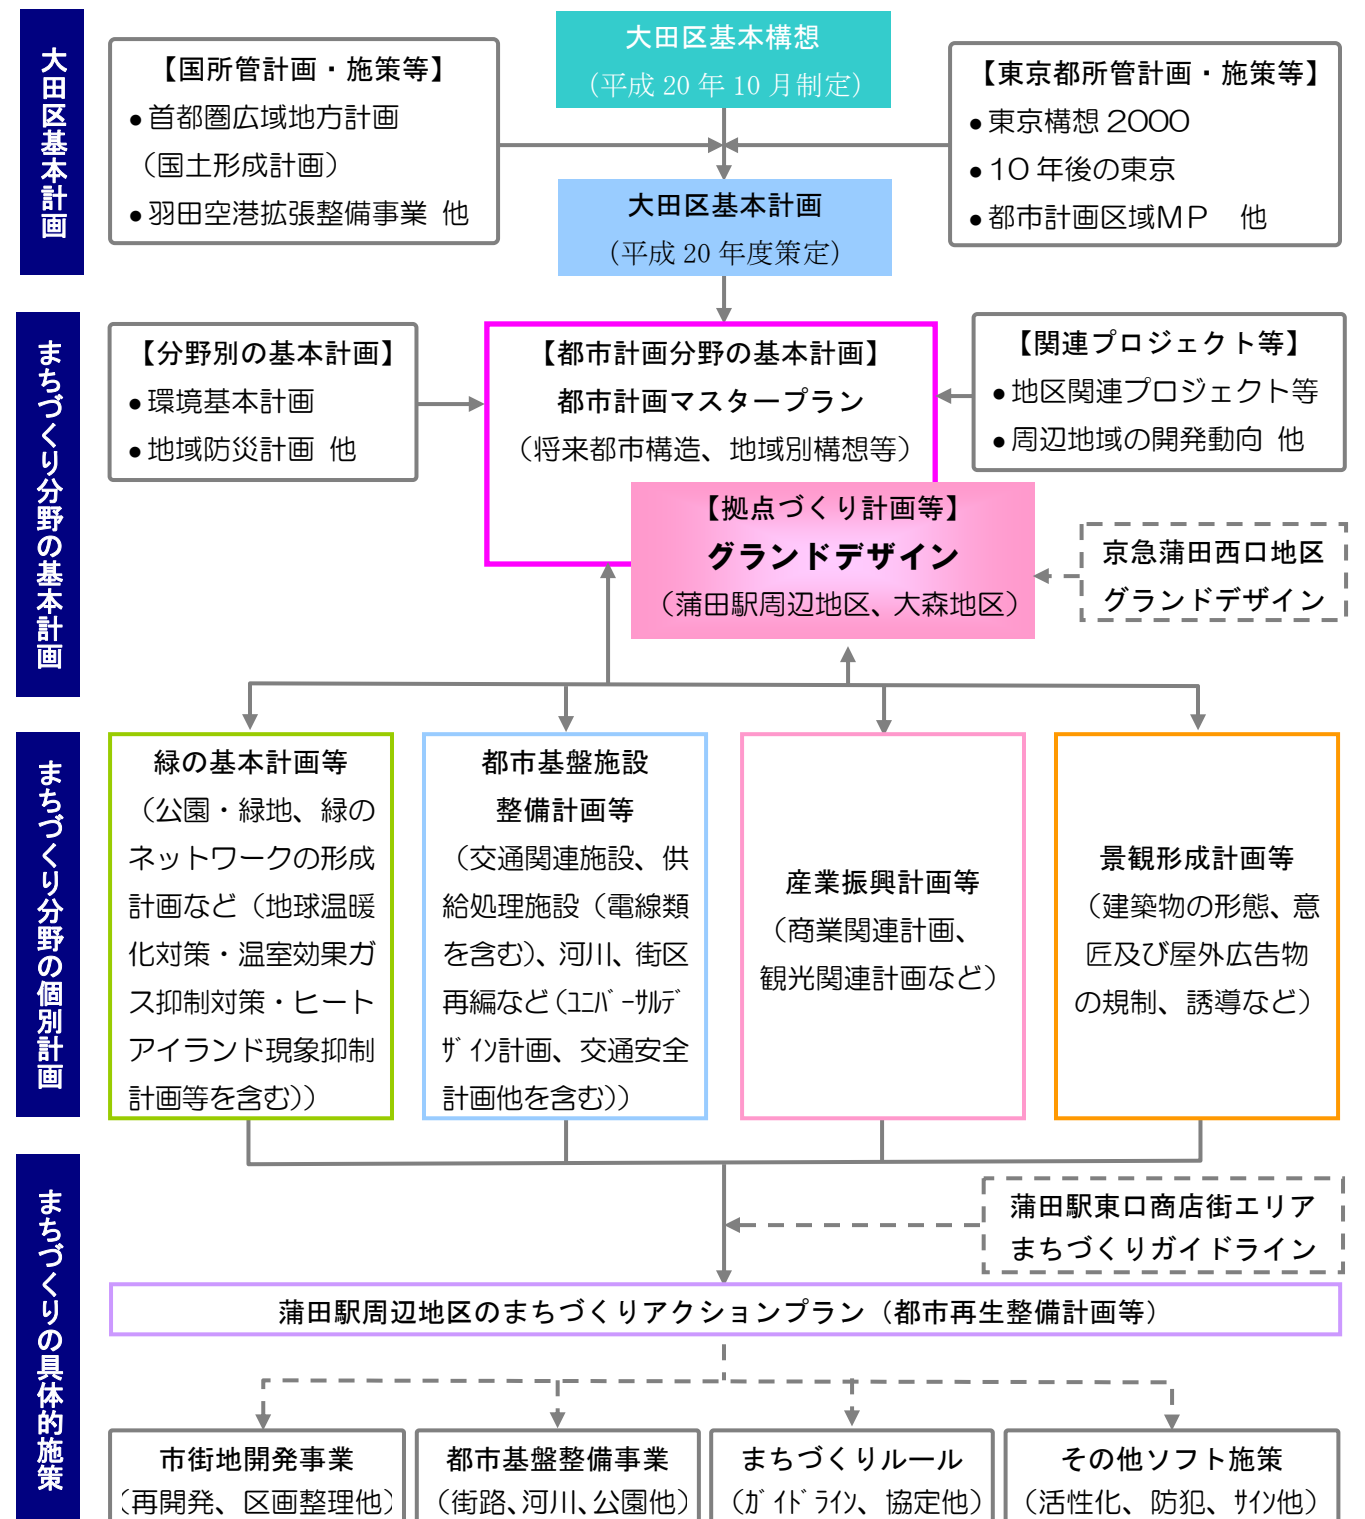 大田区基本計画
【国所管計画・施策等】
●首都圏広域地方計画
（国土形成計画）
●羽田空港拡張整備事業 他
大田区基本構想
（平成 20 年 10 月制定）
【東京都所管計画・施策等】
●東京構想 2000
●10 年後の東京
●都市計画区域MP　他
大田区基本計画
（平成 20 年度策定）
まちづくり分野の基本計画
【分野別の基本計画】
●環境基本計画
●地域防災計画 他
【都市計画分野の基本計画】
都市計画マスタープラン
（将来都市構造、地域別構想等）
【関連プロジェクト等】
●地区関連プロジェクト等
●周辺地域の開発動向 他
【拠点づくり計画等】
グランドデザイン
（蒲田駅周辺地区、大森地区）
京急蒲田西口地区
グランドデザイン
まちづくり分野の個別計画
緑の基本計画等
（公園・緑地、緑の
ネットワークの形成
計画など（地球温暖
化対策・温室効果ガ
ス抑制対策・ヒート
アイランド現象抑制
計画等を含む））
都市基盤施設
整備計画等
（交通関連施設、供
給処理施設（電線類
を含む）、河川、街区
再編など（ﾕﾆﾊﾞｰｻﾙﾃﾞ
ｻﾞｲﾝ計画、交通安全
計画他を含む））
産業振興計画等
（商業関連計画、
観光関連計画など）
景観形成計画等
（建築物の形態、意
匠及び屋外広告物
の規制、誘導など）
まちづくりの具体的施策
蒲田駅東口商店街エリア
まちづくりガイドライン
蒲田駅周辺地区のまちづくりアクションプラン（都市再生整備計画等）
市街地開発事業
（再開発、区画整理他）
都市基盤整備事業
（街路、河川、公園他）
まちづくりルール
（ｶﾞｲﾄﾞﾗｲﾝ、協定他）
その他ソフト施策
（活性化、防犯、ｻｲﾝ他）